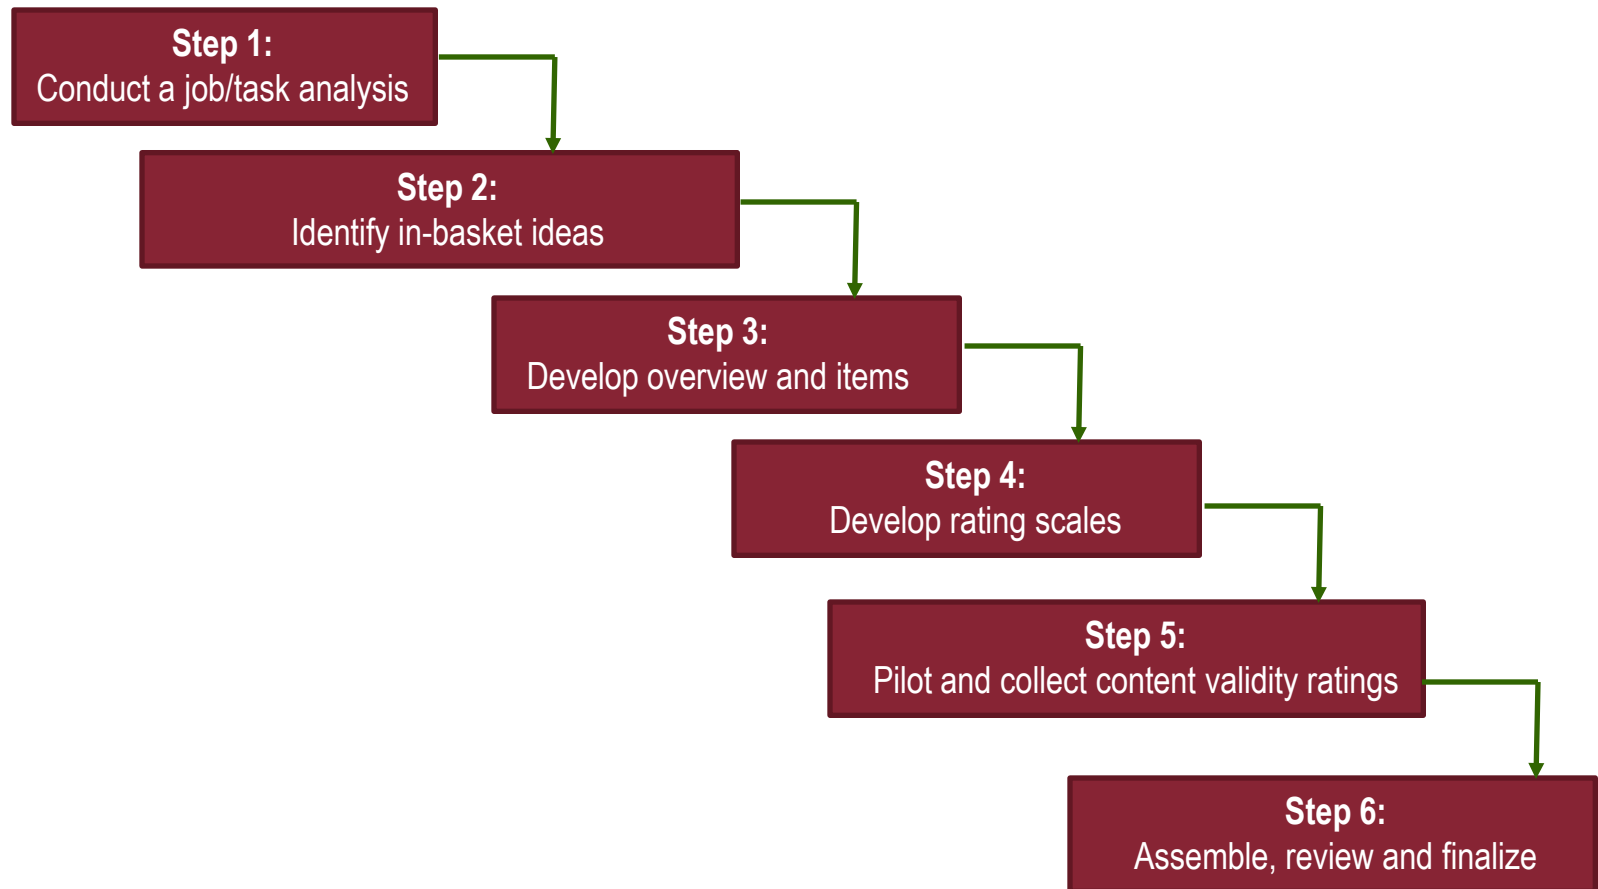 Step 1:
Conduct a job/task analysis
Step 2:
Identify in-basket ideas
Step 3:
Develop overview and items
Step 4:
Develop rating scales
Step 5:
Pilot and collect content validity ratings
Step 6:
Assemble, review and finalize